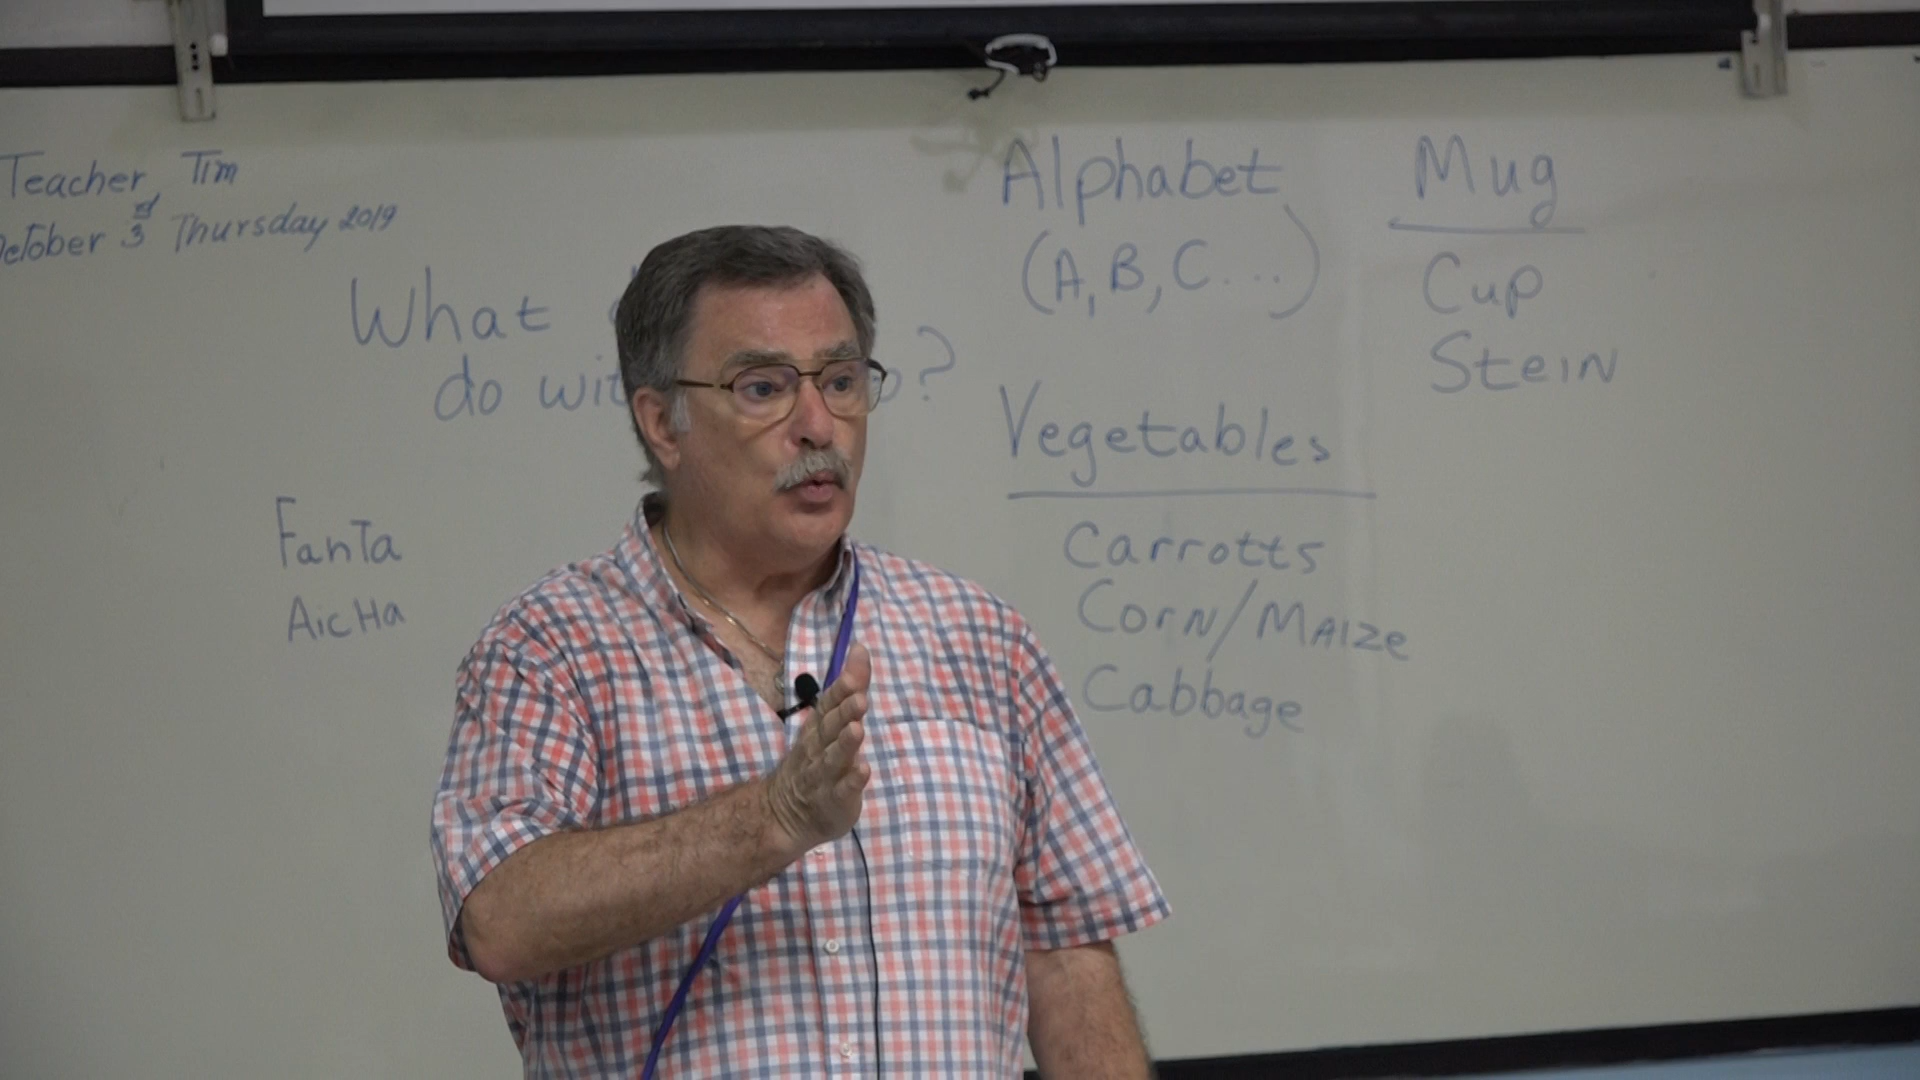 Teacher, Tim
October 3rd Thursday 2019
What
do
?
Fanta
AicHa
Alphabet
(A, B, C...)
Vegetables
Carrotts
Corn/Maize
Cabbage
Mug
Cup
Stein